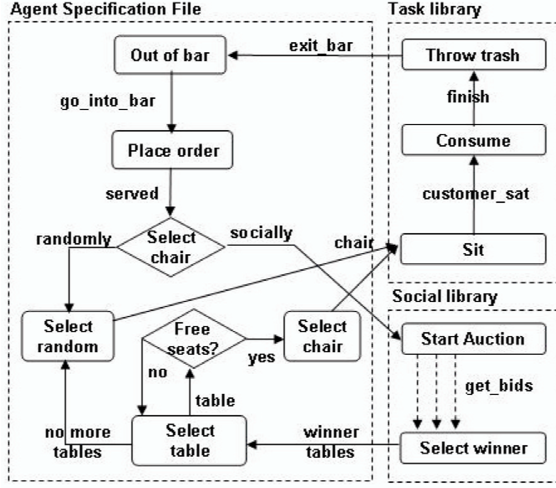 Agent Specification File
Task library
Out of bar
exit_bar
Throw trash
go_into_bar
finish
Place order
Consume
served
customer_sat
randomly
Select
chair
socially
chair
Sit
Social library
Select
random
Free
seats?
yes
Select
chair
Start Auction
no
table
get_bids
no more
tables
Select
table
winner
tables
Select winner